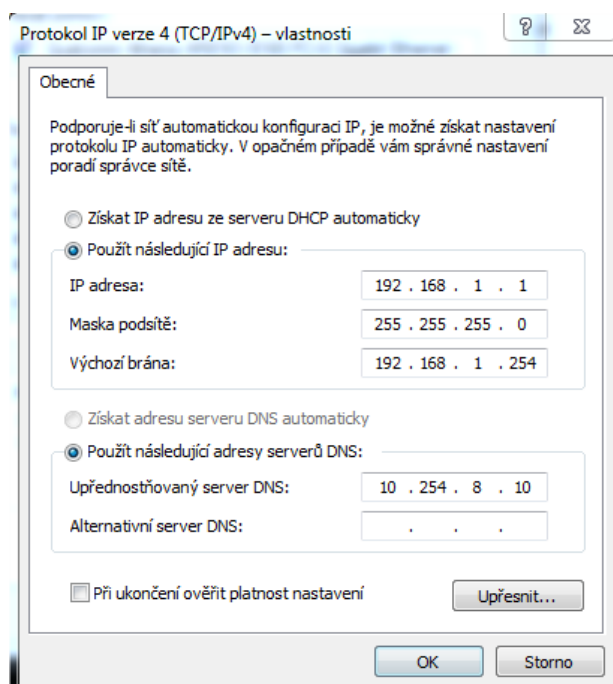 Protokol IP verze 4 (TCP/IPv4) – vlastnosti
Obecné
Podporuje-li síť automatickou konfiguraci IP, je možné získat nastavení
protokolu IP automaticky. V opačném případě vám správné nastavení
poradí správce sítě.
Získat IP adresu ze serveru DHCP automaticky
Použít následující IP adresu:
IP adresa: 192 . 168 . 1 . 1
Maska podsítě: 255 . 255 . 255 . 0
Výchozí brána: 192 . 168 . 1 . 254
Získat adresu serveru DNS automaticky
Použít následující adresy serverů DNS:
Upřednostňovaný server DNS: 10 . 254 . 8 . 10
Alternativní server DNS: . . .
Při ukončení ověřit platnost nastavení
Upřesnit...
OK Storno